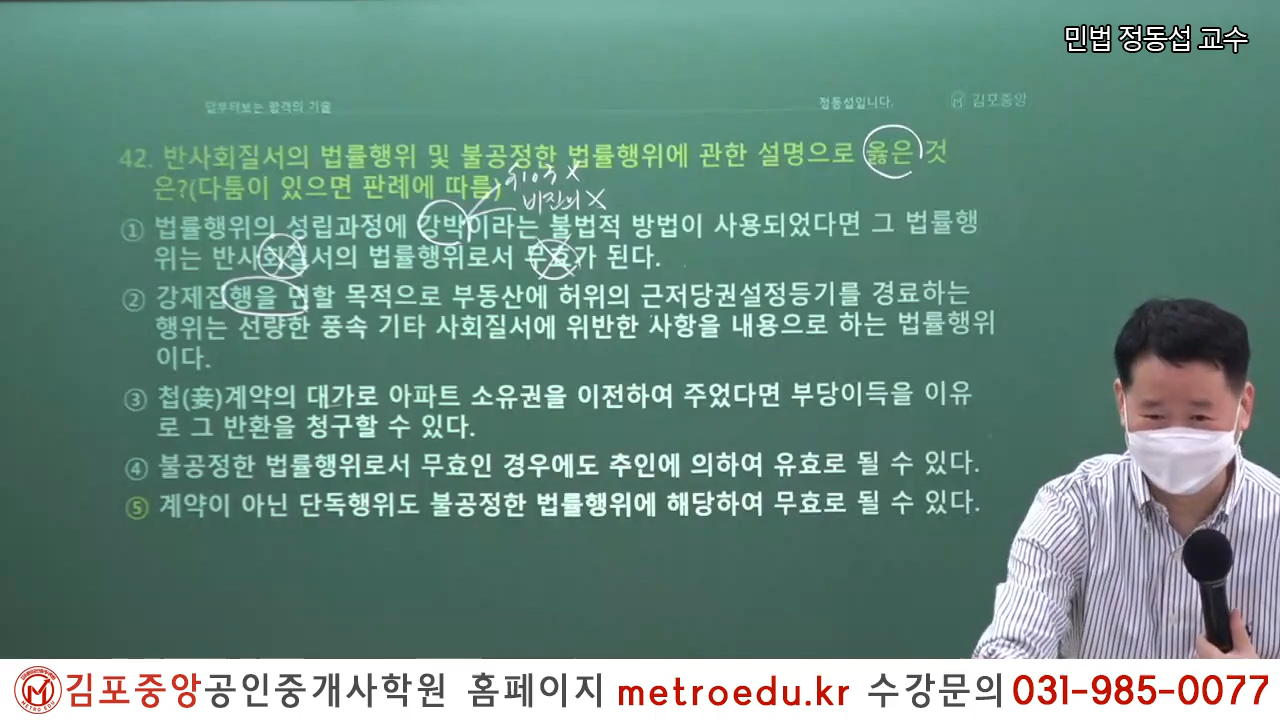 민법 정동섭 교수
답부터보는 합격의 기술
정동섭입니다.
김포중앙
42. 반사회질서의 법률행위 및 불공정한 법률행위에 관한 설명으로 옳은 것
은?(다툼이 있으면 판례에 따름)
X
비진의 X
① 법률행위의 성립과정에 강박이라는 불법적 방법이 사용되었다면 그 법률행
위는 반사회질서의 법률행위로서 무효가 된다.
② 강제집행을 면할 목적으로 부동산에 허위의 근저당권설정등기를 경료하는
행위는 선량한 풍속 기타 사회질서에 위반한 사항을 내용으로 하는 법률행위
이다.
③ 첩(妾)계약의 대가로 아파트 소유권을 이전하여 주었다면 부당이득을 이유
로 그 반환을 청구할 수 있다.
④ 불공정한 법률행위로서 무효인 경우에도 추인에 의하여 유효로 될 수 있다.
⑤ 계약이 아닌 단독행위도 불공정한 법률행위에 해당하여 무효로 될 수 있다.
METRO EDU
김포중앙공인중개사학원 홈페이지 metroedu.kr 수강문의 031-985-0077